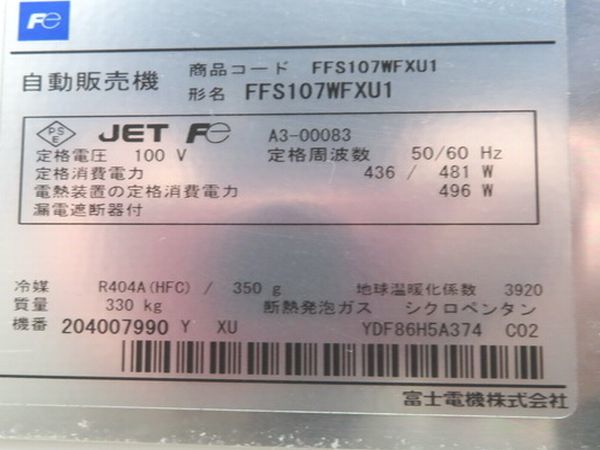 Fe
自動販売機
商品コード FFS107WFXU1
形名 FFS107WFXU1
PSE JET Fe A3-00083
定格電圧 100 V 定格周波数 50/60 Hz
定格消費電力 436 / 481 W
電熱装置の定格消費電力 496 W
漏電遮断器付
冷媒 R404A(HFC) / 350 g 地球温暖化係数 3920
質量 330 kg 断熱発泡ガス シクロペンタン
機番 204007990 Y XU YDF86H5A374 CO2
富士電機株式会社